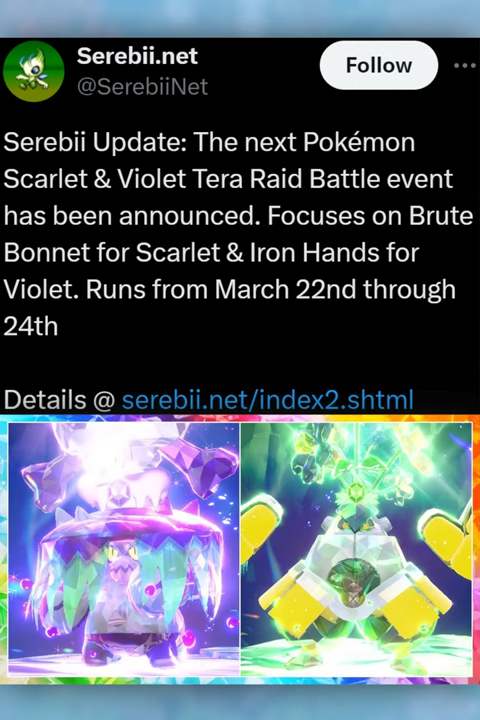 Serebii.net
@SerebiiNet
Follow
Serebii Update: The next Pokémon
Scarlet & Violet Tera Raid Battle event
has been announced. Focuses on Brute
Bonnet for Scarlet & Iron Hands for
Violet. Runs from March 22nd through
24th
Details @ serebii.net/index2.shtml